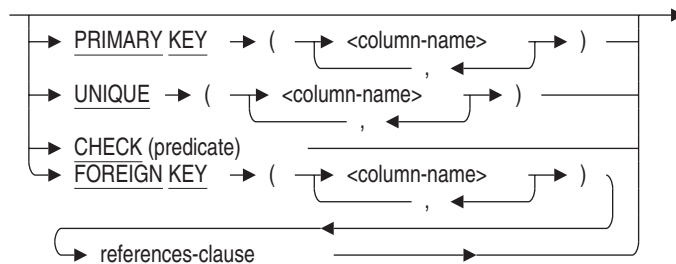 PRIMARY KEY ( <column-name> )
,
UNIQUE ( <column-name> )
,
CHECK (predicate)
FOREIGN KEY ( <column-name> )
,
references-clause